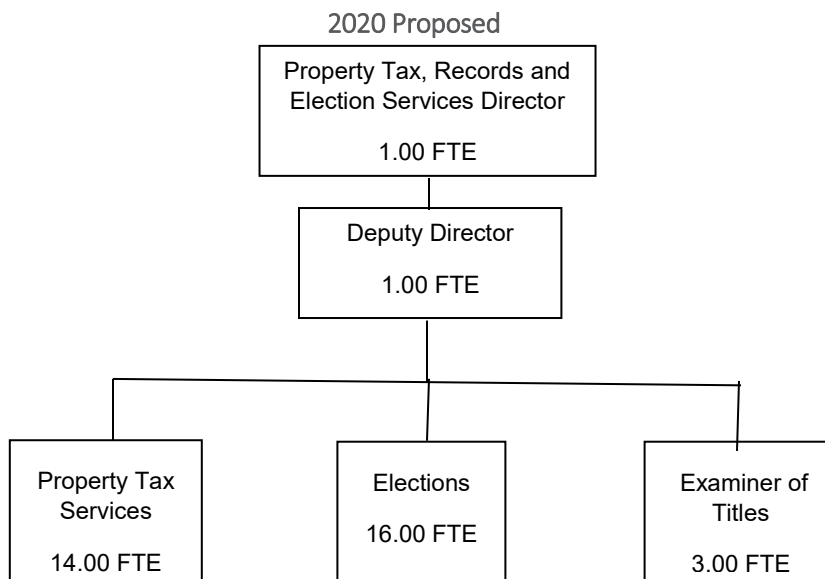 2020 Proposed
Property Tax, Records and
Election Services Director
1.00 FTE
Deputy Director
1.00 FTE
Property Tax
Services
14.00 FTE
Elections
16.00 FTE
Examiner of
Titles
3.00 FTE